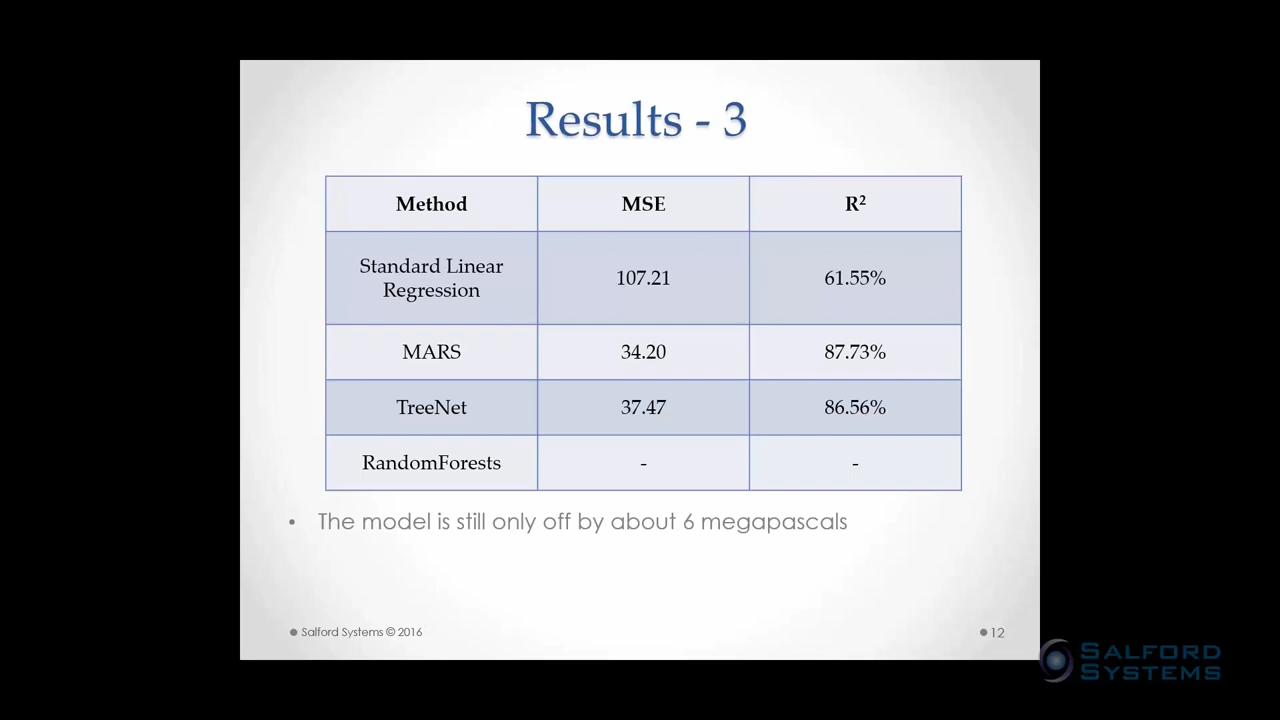 Results - 3
Method MSE R²
Standard Linear
Regression 107.21 61.55%
MARS 34.20 87.73%
TreeNet 37.47 86.56%
RandomForests - -
• The model is still only off by about 6 megapascals
Salford Systems © 2016
12
SALFORD
SYSTEMS